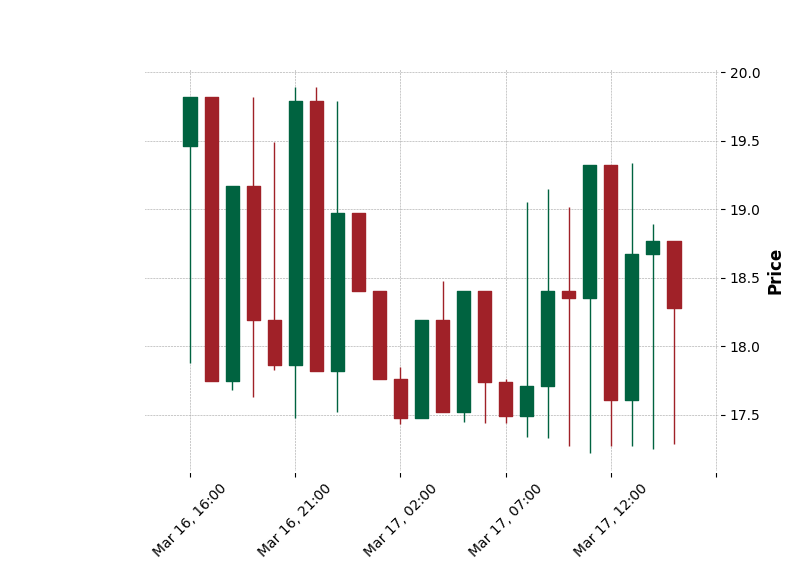 20.0
19.5
19.0
18.5
18.0
17.5
Price
Mar 16, 16:00
Mar 16, 21:00
Mar 17, 02:00
Mar 17, 07:00
Mar 17, 12:00